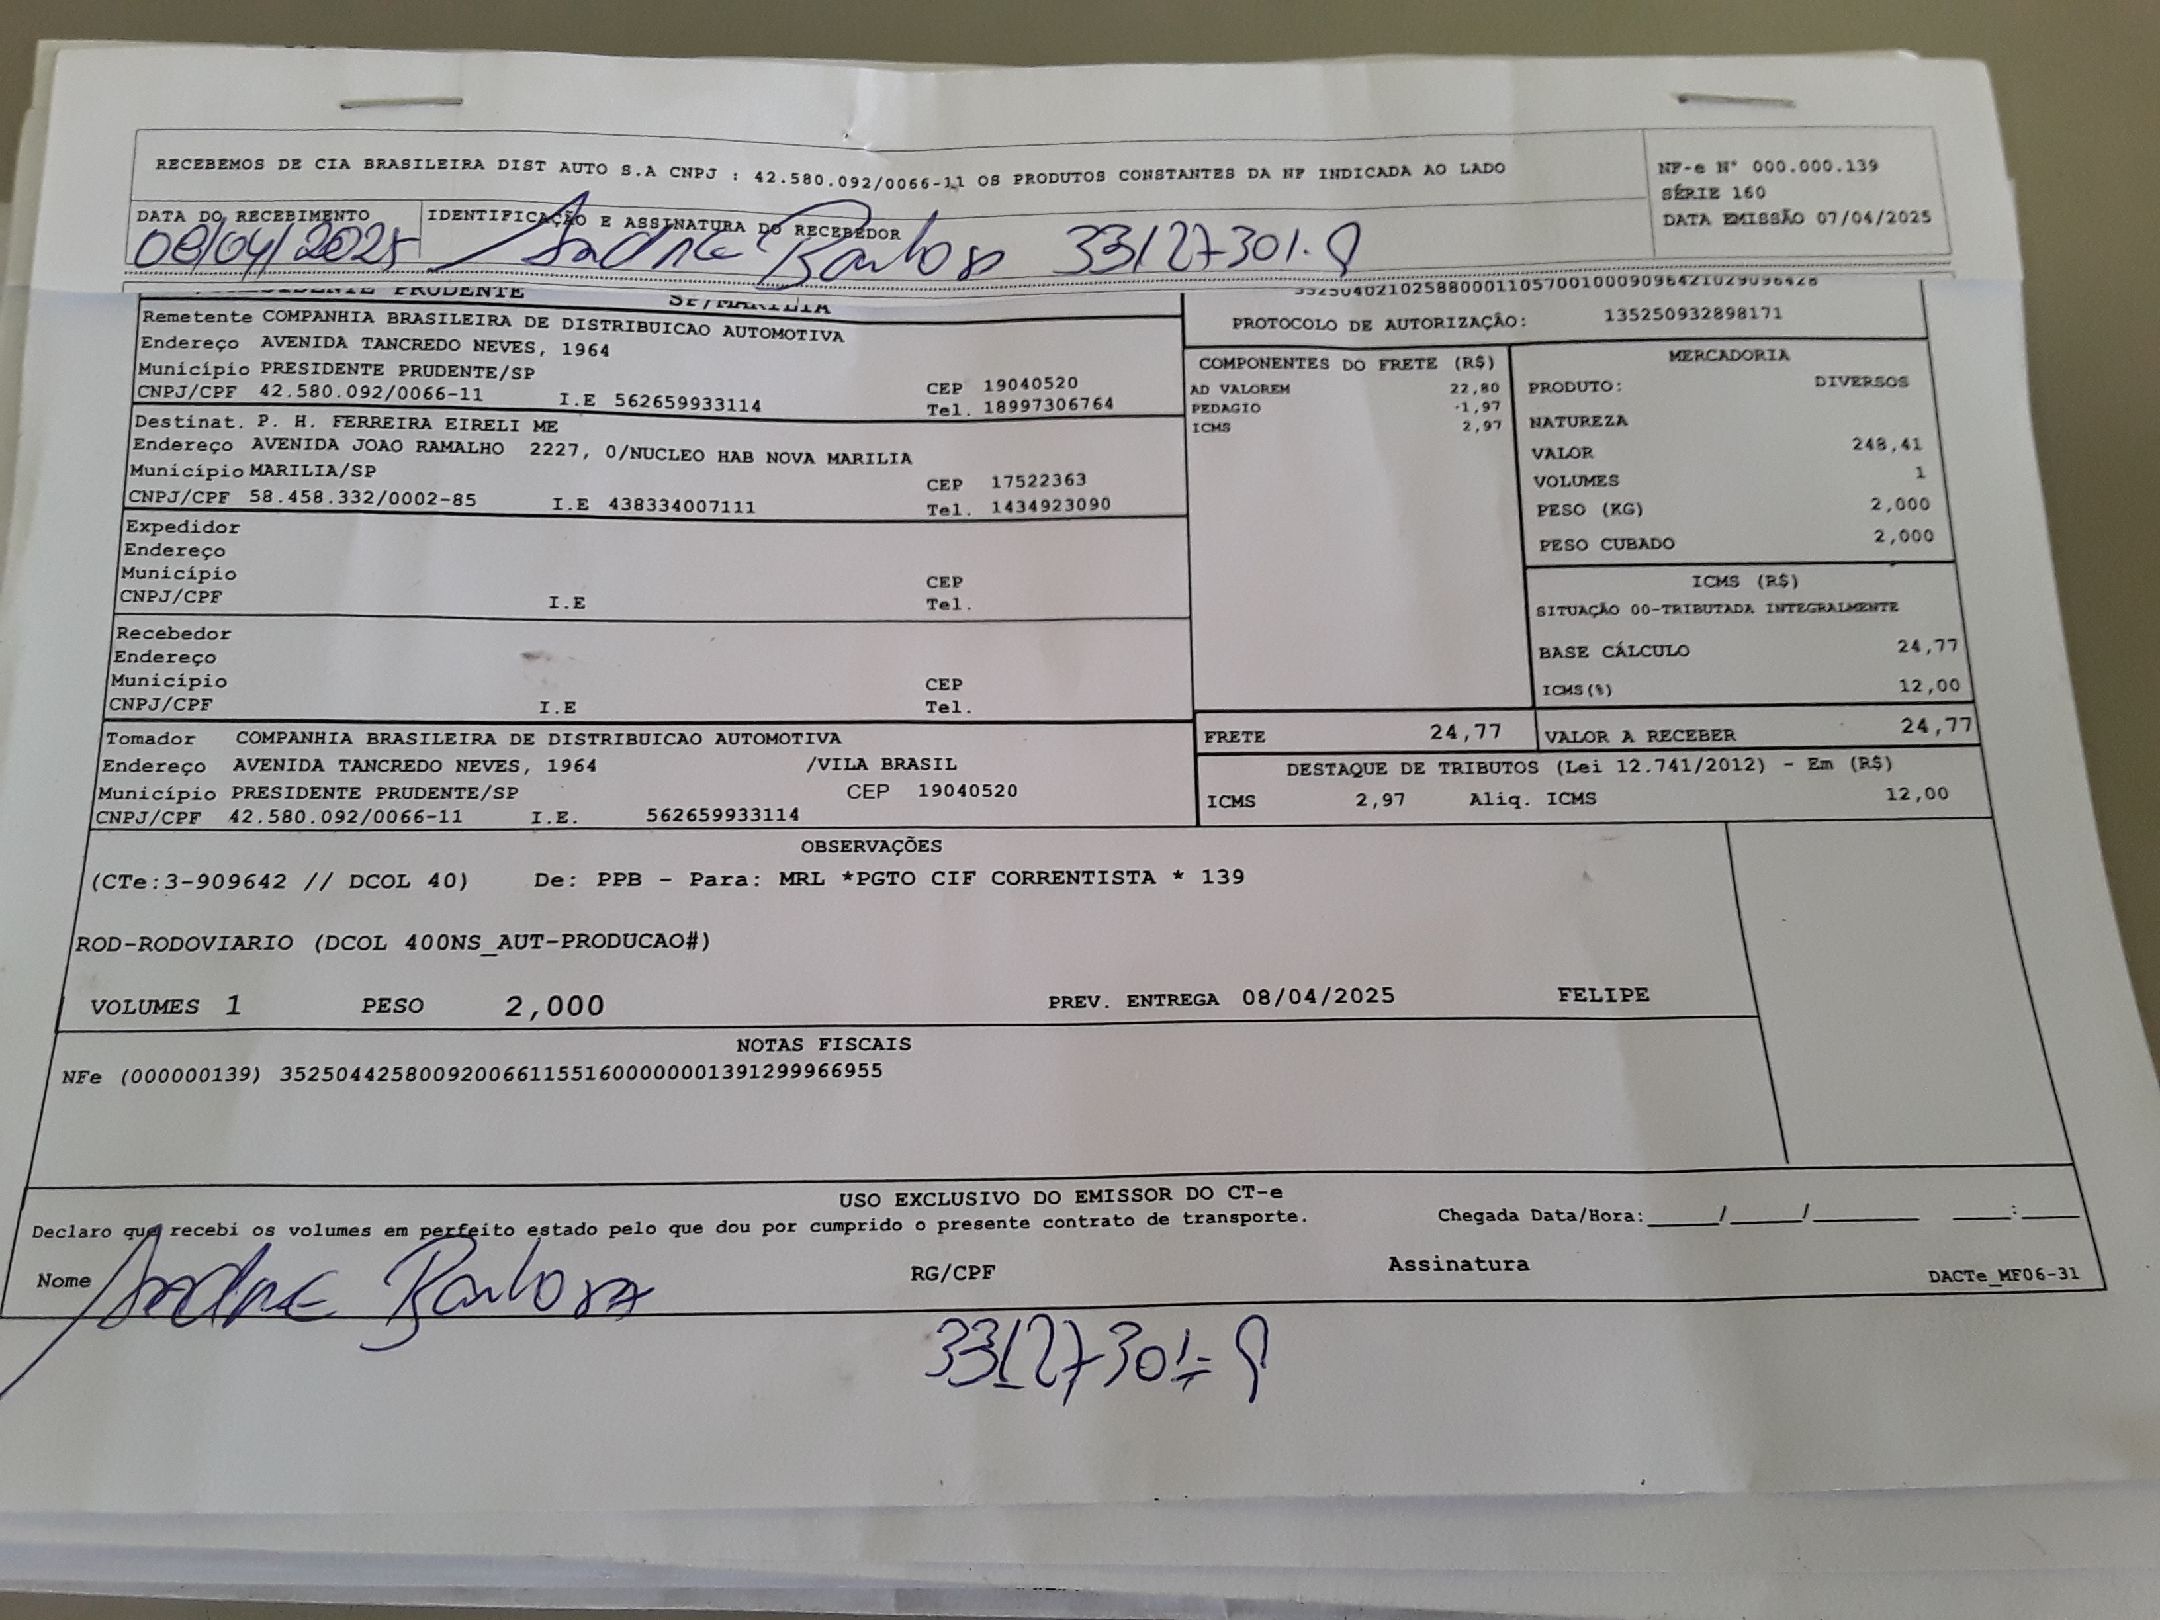 RECEBEMOS DE CIA BRASILEIRA DIST AUTO S.A CNPJ : 42.580.092/0066-11 OS PRODUTOS CONSTANTES DA NF INDICADA AO LADO
NF-e N° 000.000.139
SÉRIE 160
DATA EMISSÃO 07/04/2025
DATA DO RECEBIMENTO
08/04/2025
IDENTIFICAÇÃO E ASSINATURA DO RECEBEDOR
Andre Barbosa 33127301-9
PRUDENTE SP/MARILIA
Remetente COMPANHIA BRASILEIRA DE DISTRIBUICAO AUTOMOTIVA
Endereço AVENIDA TANCREDO NEVES, 1964
Município PRESIDENTE PRUDENTE/SP CEP 19040520
CNPJ/CPF 42.580.092/0066-11 I.E 562659933114 Tel. 18997306764
Destinat. P. H. FERREIRA EIRELI ME
Endereço AVENIDA JOAO RAMALHO 2227, 0/NUCLEO HAB NOVA MARILIA
Município MARILIA/SP CEP 17522363
CNPJ/CPF 58.458.332/0002-85 I.E 438334007111 Tel. 1434923090
Expedidor
Endereço
Município CEP
CNPJ/CPF I.E Tel.
Recebedor
Endereço
Município CEP
CNPJ/CPF I.E Tel.
Tomador COMPANHIA BRASILEIRA DE DISTRIBUICAO AUTOMOTIVA
Endereço AVENIDA TANCREDO NEVES, 1964 /VILA BRASIL
Município PRESIDENTE PRUDENTE/SP CEP 19040520
CNPJ/CPF 42.580.092/0066-11 I.E. 562659933114
PROTOCOLO DE AUTORIZAÇÃO: 135250932898171
COMPONENTES DO FRETE (R$)
AD VALOREM 22,80
PEDAGIO -1,97
ICMS 2,97
MERCADORIA
PRODUTO: DIVERSOS
NATUREZA
VALOR 248,41
VOLUMES 1
PESO (KG) 2,000
PESO CUBADO 2,000
ICMS (R$)
SITUAÇÃO 00-TRIBUTADA INTEGRALMENTE
BASE CÁLCULO 24,77
ICMS(%) 12,00
FRETE 24,77 VALOR A RECEBER 24,77
DESTAQUE DE TRIBUTOS (Lei 12.741/2012) - Em (R$)
ICMS 2,97 Aliq. ICMS 12,00
OBSERVAÇÕES
(CTe:3-909642 // DCOL 40) De: PPB - Para: MRL *PGTO CIF CORRENTISTA * 139
ROD-RODOVIARIO (DCOL 400NS_AUT-PRODUCAO#)
VOLUMES 1 PESO 2,000 PREV. ENTREGA 08/04/2025 FELIPE
NOTAS FISCAIS
NFe (000000139) 35250442580092006611551600000001391299966955
USO EXCLUSIVO DO EMISSOR DO CT-e
Declaro que recebi os volumes em perfeito estado pelo que dou por cumprido o presente contrato de transporte. Chegada Data/Hora:____/____/______ ___:___
Nome Andre Barbosa RG/CPF Assinatura DACTe_MF06-31
33127301-9